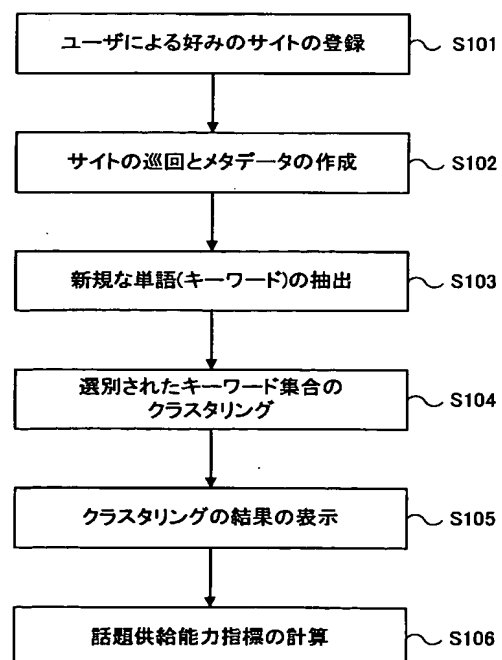 ユーザによる好みのサイトの登録 S101
サイトの巡回とメタデータの作成 S102
新規な単語(キーワード)の抽出 S103
選別されたキーワード集合の
クラスタリング S104
クラスタリングの結果の表示 S105
話題供給能力指標の計算 S106